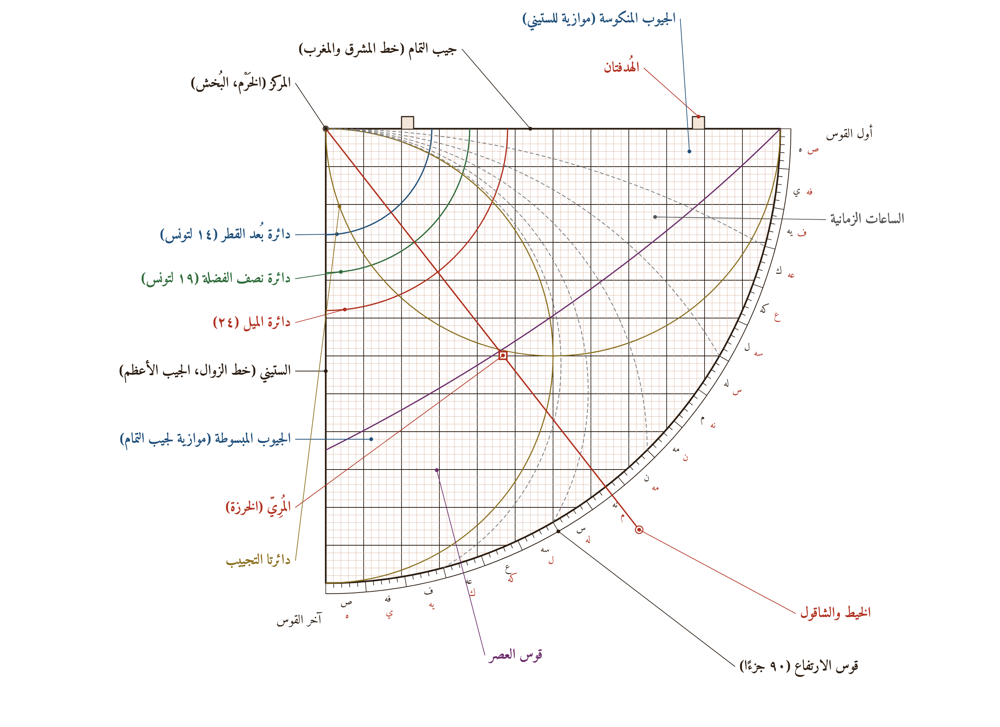 الجيوب المنكوسة (موازية للستيني)
جيب التمام (خط المشرق والمغرب)
الهُدفتان
المركز (الخَرْم، البُخش)
أول القوس
ه ص
ي فه
الساعات الزمانية
يه ف
ك عه
كه ع
ل سه
له س
م نه
مه ن
ن مه
نه م
س له
سه ل
ع كه
عه ك
ف يه
فه ي
ص ه
آخر القوس
دائرة بُعد القطر (١٤ لتونس)
دائرة نصف الفضلة (١٩ لتونس)
دائرة الميل (٢٤)
الستيني (خط الزوال، الجيب الأعظم)
الجيوب المبسوطة (موازية لجيب التمام)
المُرِيّ (الخرزة)
دائرتا التجييب
الخيط والشاقول
قوس العصر
قوس الارتفاع (٩٠ جزءًا)